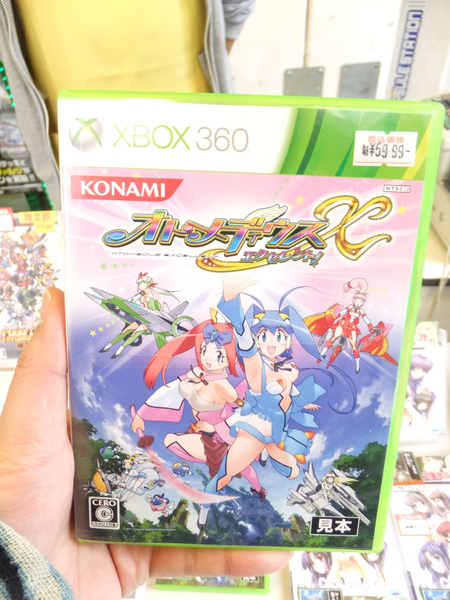 XBOX 360
税込価格
¥5999-
KONAMI
NTSC-J
オトメディウスX
OTOMEDIUS EXCELLENT
エクセレント!
CERO
C
見本